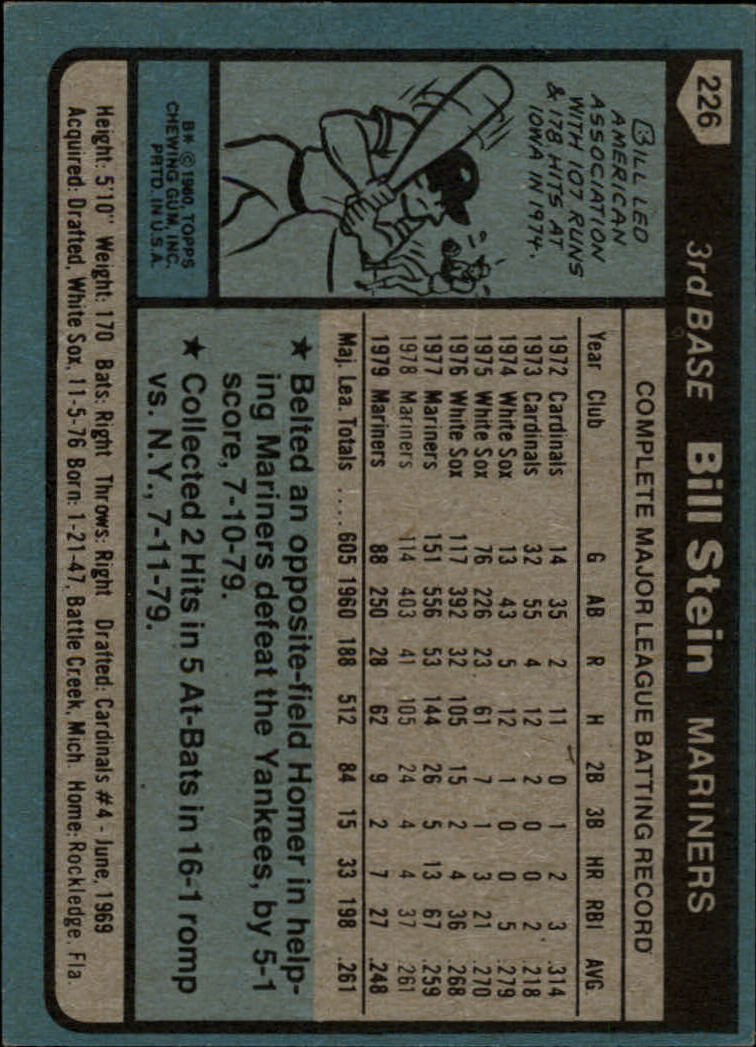 226
3rd BASE Bill Stein MARINERS
BILL LED
AMERICAN
ASSOCIATION
WITH 107 RUNS
& 178 HITS AT
IOWA IN 1974.
B* © 1980, TOPPS
CHEWING GUM, INC.
PRTD. IN U.S.A.
COMPLETE MAJOR LEAGUE BATTING RECORD
Year Club G AB R H 2B 3B HR RBI AVG.
1972 Cardinals 14 35 2 11 0 1 2 3 .314
1973 Cardinals 32 55 4 12 2 0 0 2 .218
1974 White Sox 13 43 5 12 1 0 0 5 .279
1975 White Sox 76 226 23 61 7 1 3 21 .270
1976 White Sox 117 392 32 105 15 2 4 36 .268
1977 Mariners 151 556 53 144 26 5 13 67 .259
1978 Mariners 114 403 41 105 24 4 4 37 .261
1979 Mariners 88 250 28 62 9 2 7 27 .248
Maj. Lea. Totals .... 605 1960 188 512 84 15 33 198 .261
★ Belted an opposite-field Homer in help-
ing Mariners defeat the Yankees, by 5-1
score, 7-10-79.
★ Collected 2 Hits in 5 At-Bats in 16-1 romp
vs. N.Y., 7-11-79.
Height: 5'10" Weight: 170 Bats: Right Throws: Right Drafted: Cardinals #4 - June, 1969
Acquired: Drafted, White Sox, 11-5-76 Born: 1-21-47, Battle Creek, Mich. Home: Rockledge, Fla.